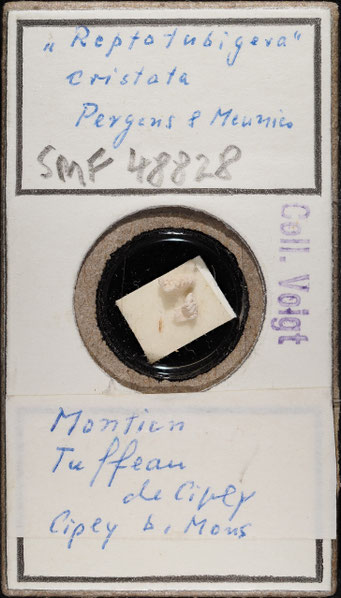 „Reptotubigera“
cristata
Pergens & Meunier
SMF 48828
Coll. Voigt
Montien
Tuffeau
de Ciply
Ciply b. Mons